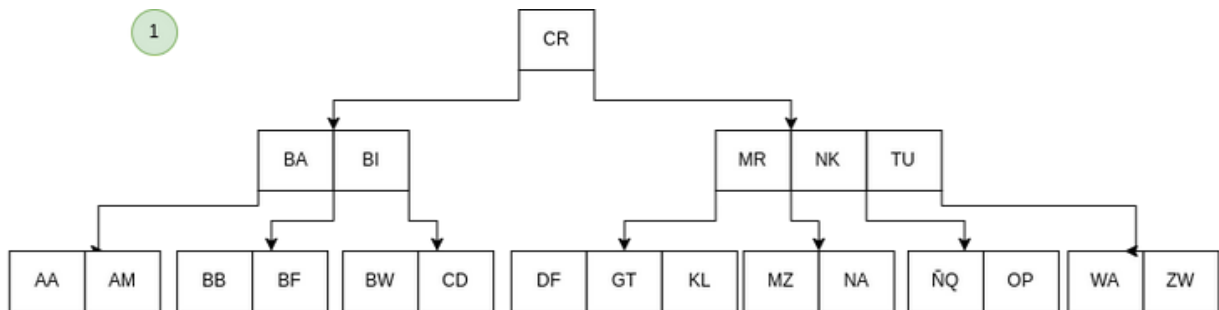 1
CR
BA BI MR NK TU
AA AM BB BF BW CD DF GT KL MZ NA ÑQ OP WA ZW